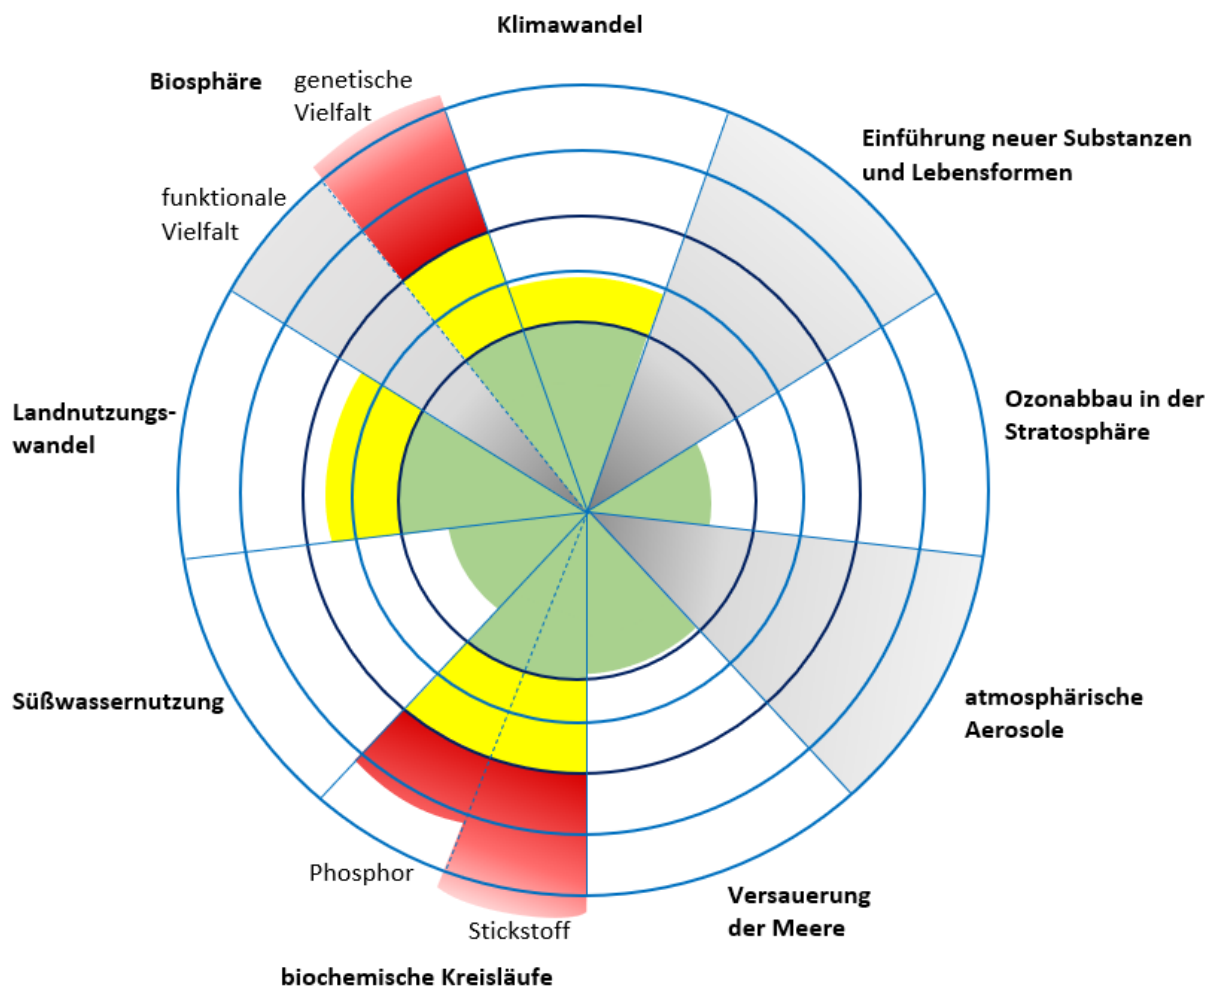 Klimawandel
Biosphäre
genetische
Vielfalt
funktionale
Vielfalt
Einführung neuer Substanzen
und Lebensformen
Landnutzungs-
wandel
Ozonabbau in der
Stratosphäre
Süßwassernutzung
atmosphärische
Aerosole
Phosphor
Stickstoff
Versauerung
der Meere
biochemische Kreisläufe